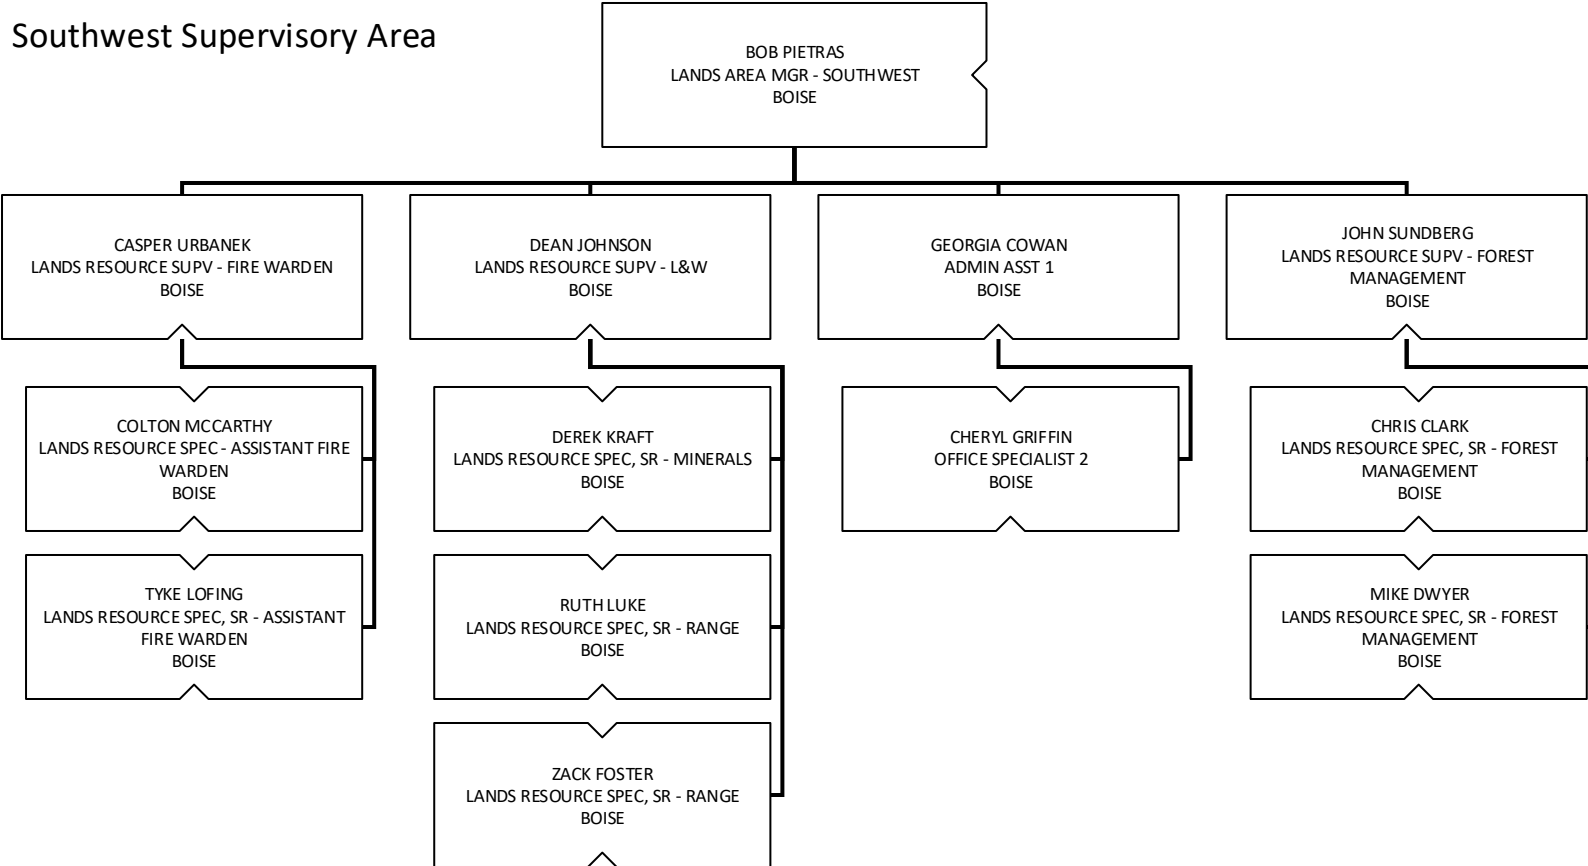 Southwest Supervisory Area
BOB PIETRAS
LANDS AREA MGR - SOUTHWEST
BOISE
CASPER URBANEK
LANDS RESOURCE SUPV - FIRE WARDEN
BOISE
DEAN JOHNSON
LANDS RESOURCE SUPV - L&W
BOISE
GEORGIA COWAN
ADMIN ASST 1
BOISE
JOHN SUNDBERG
LANDS RESOURCE SUPV - FOREST
MANAGEMENT
BOISE
COLTON MCCARTHY
LANDS RESOURCE SPEC - ASSISTANT FIRE
WARDEN
BOISE
DEREK KRAFT
LANDS RESOURCE SPEC, SR - MINERALS
BOISE
CHERYL GRIFFIN
OFFICE SPECIALIST 2
BOISE
CHRIS CLARK
LANDS RESOURCE SPEC, SR - FOREST
MANAGEMENT
BOISE
TYKE LOFING
LANDS RESOURCE SPEC, SR - ASSISTANT
FIRE WARDEN
BOISE
RUTH LUKE
LANDS RESOURCE SPEC, SR - RANGE
BOISE
MIKE DWYER
LANDS RESOURCE SPEC, SR - FOREST
MANAGEMENT
BOISE
ZACK FOSTER
LANDS RESOURCE SPEC, SR - RANGE
BOISE